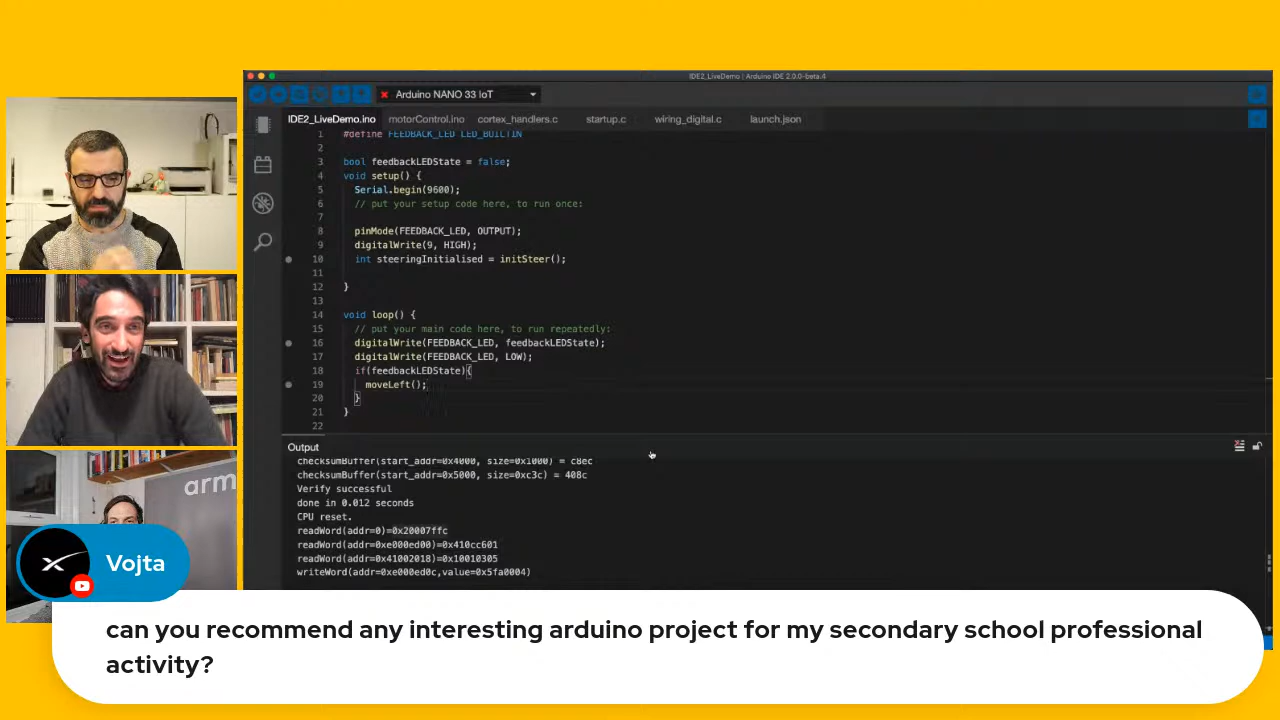 IDE2_LiveDemo | Arduino IDE 2.0.0-beta.4
Arduino NANO 33 IoT
IDE2_LiveDemo.ino motorControl.ino cortex_handlers.c startup.c wiring_digital.c launch.json
1 #define FEEDBACK_LED LED_BUILTIN
2
3 bool feedbackLEDState = false;
4 void setup() {
5 Serial.begin(9600);
6 // put your setup code here, to run once:
7
8 pinMode(FEEDBACK_LED, OUTPUT);
9 digitalWrite(9, HIGH);
10 int steeringInitialised = initSteer();
11
12 }
13
14 void loop() {
15 // put your main code here, to run repeatedly:
16 digitalWrite(FEEDBACK_LED, feedbackLEDState);
17 digitalWrite(FEEDBACK_LED, LOW);
18 if(feedbackLEDState){
19 moveLeft();
20 }
21 }
22
Output
checksumBuffer(start_addr=0x4000, size=0x1000) = c8ec
checksumBuffer(start_addr=0x5000, size=0xc3c) = 408c
Verify successful
done in 0.012 seconds
CPU reset.
readWord(addr=0)=0x20007ffc
readWord(addr=0xe000ed00)=0x410cc601
readWord(addr=0x41002018)=0x10010305
writeWord(addr=0xe000ed0c,value=0x5fa0004)
arm
Vojta
can you recommend any interesting arduino project for my secondary school professional
activity?